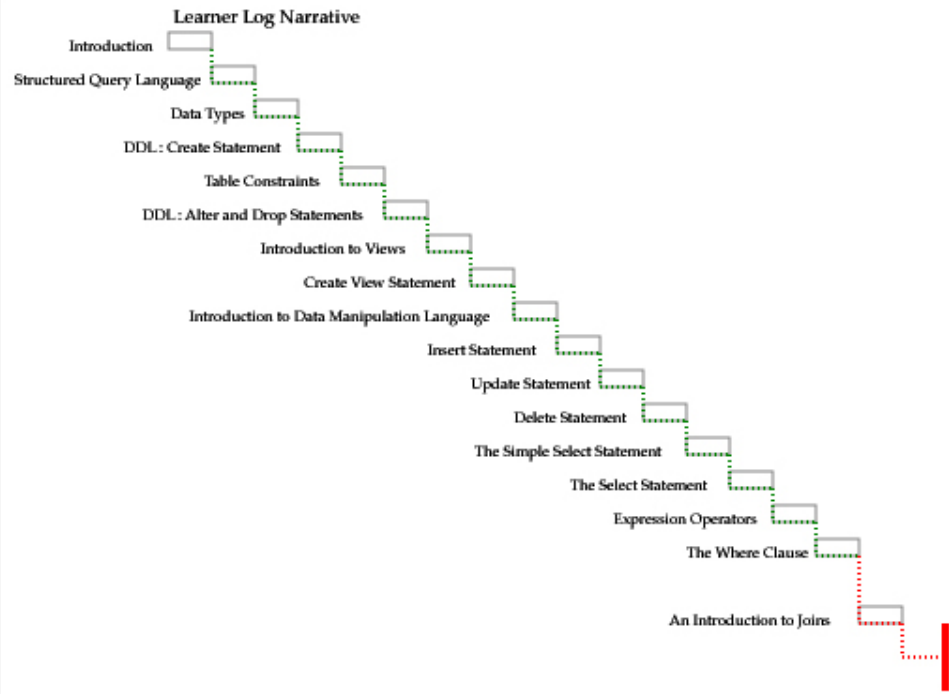 Learner Log Narrative
Introduction
Structured Query Language
Data Types
DDL : Create Statement
Table Constraints
DDL : Alter and Drop Statements
Introduction to Views
Create View Statement
Introduction to Data Manipulation Language
Insert Statement
Update Statement
Delete Statement
The Simple Select Statement
The Select Statement
Expression Operators
The Where Clause
An Introduction to Joins